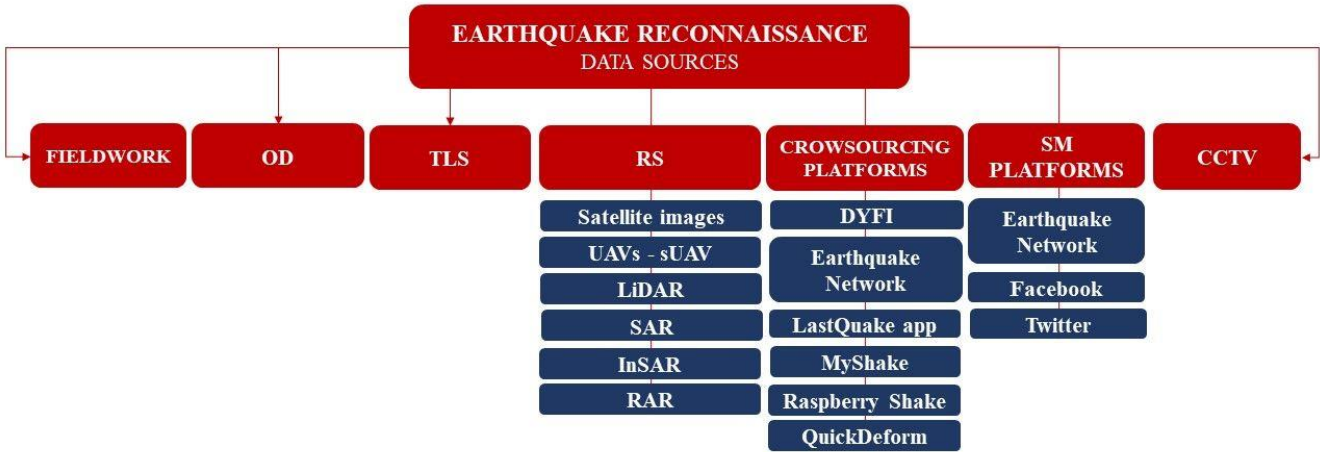 EARTHQUAKE RECONNAISSANCE
DATA SOURCES
FIELDWORK
OD
TLS
RS
CROWSOURCING
PLATFORMS
SM
PLATFORMS
CCTV
Satellite images
UAVs - sUAV
LiDAR
SAR
InSAR
RAR
DYFI
Earthquake
Network
LastQuake app
MyShake
Raspberry Shake
QuickDeform
Earthquake
Network
Facebook
Twitter